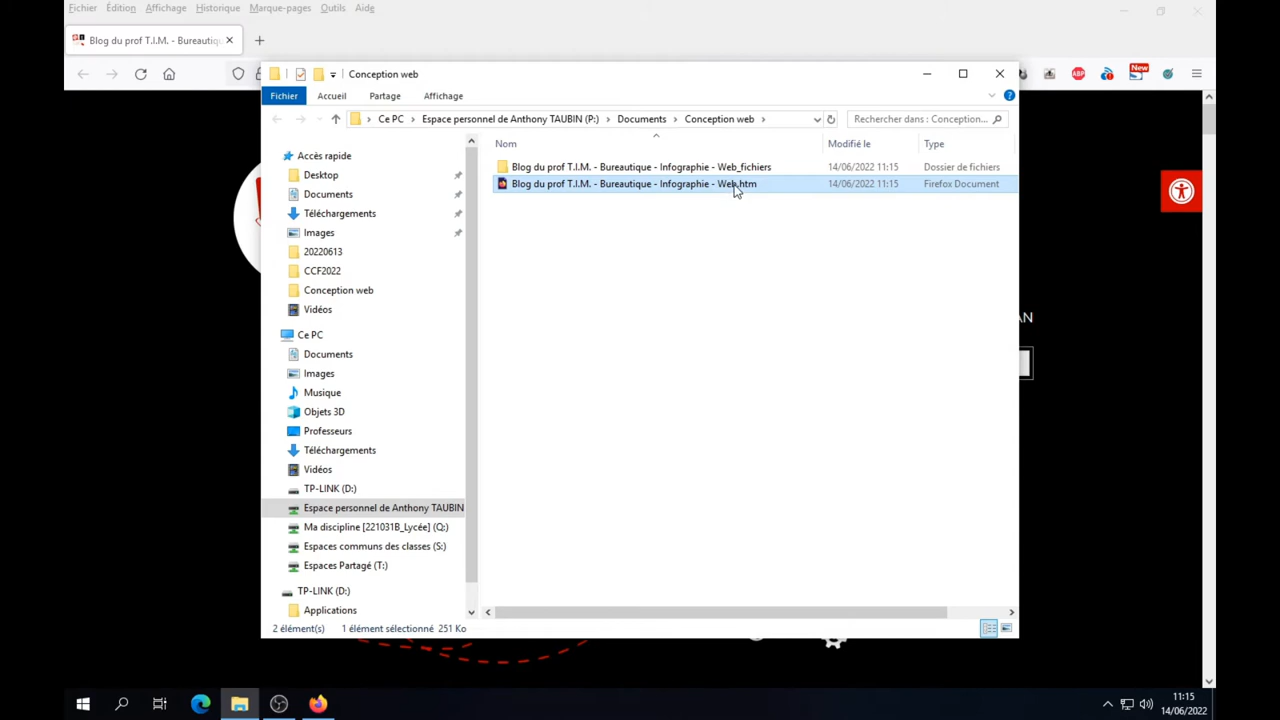 Fichier Édition Affichage Historique Marque-pages Outils Aide
Blog du prof T.I.M. - Bureautiqu
New
ABP
Conception web
Fichier Accueil Partage Affichage
Ce PC Espace personnel de Anthony TAUBIN (P:) Documents Conception web
Rechercher dans : Conception...
Nom Modifié le Type
Blog du prof T.I.M. - Bureautique - Infographie - Web_fichiers 14/06/2022 11:15 Dossier de fichiers
Blog du prof T.I.M. - Bureautique - Infographie - Web.htm 14/06/2022 11:15 Firefox Document
Accès rapide
Desktop
Documents
Téléchargements
Images
20220613
CCF2022
Conception web
Vidéos
Ce PC
Documents
Images
Musique
Objets 3D
Professeurs
Téléchargements
Vidéos
TP-LINK (D:)
Espace personnel de Anthony TAUBIN
Ma discipline [221031B_Lycée] (Q:)
Espaces communs des classes (S:)
Espaces Partagé (T:)
TP-LINK (D:)
Applications
AN
2 élément(s) 1 élément sélectionné 251 Ko
11:15
14/06/2022